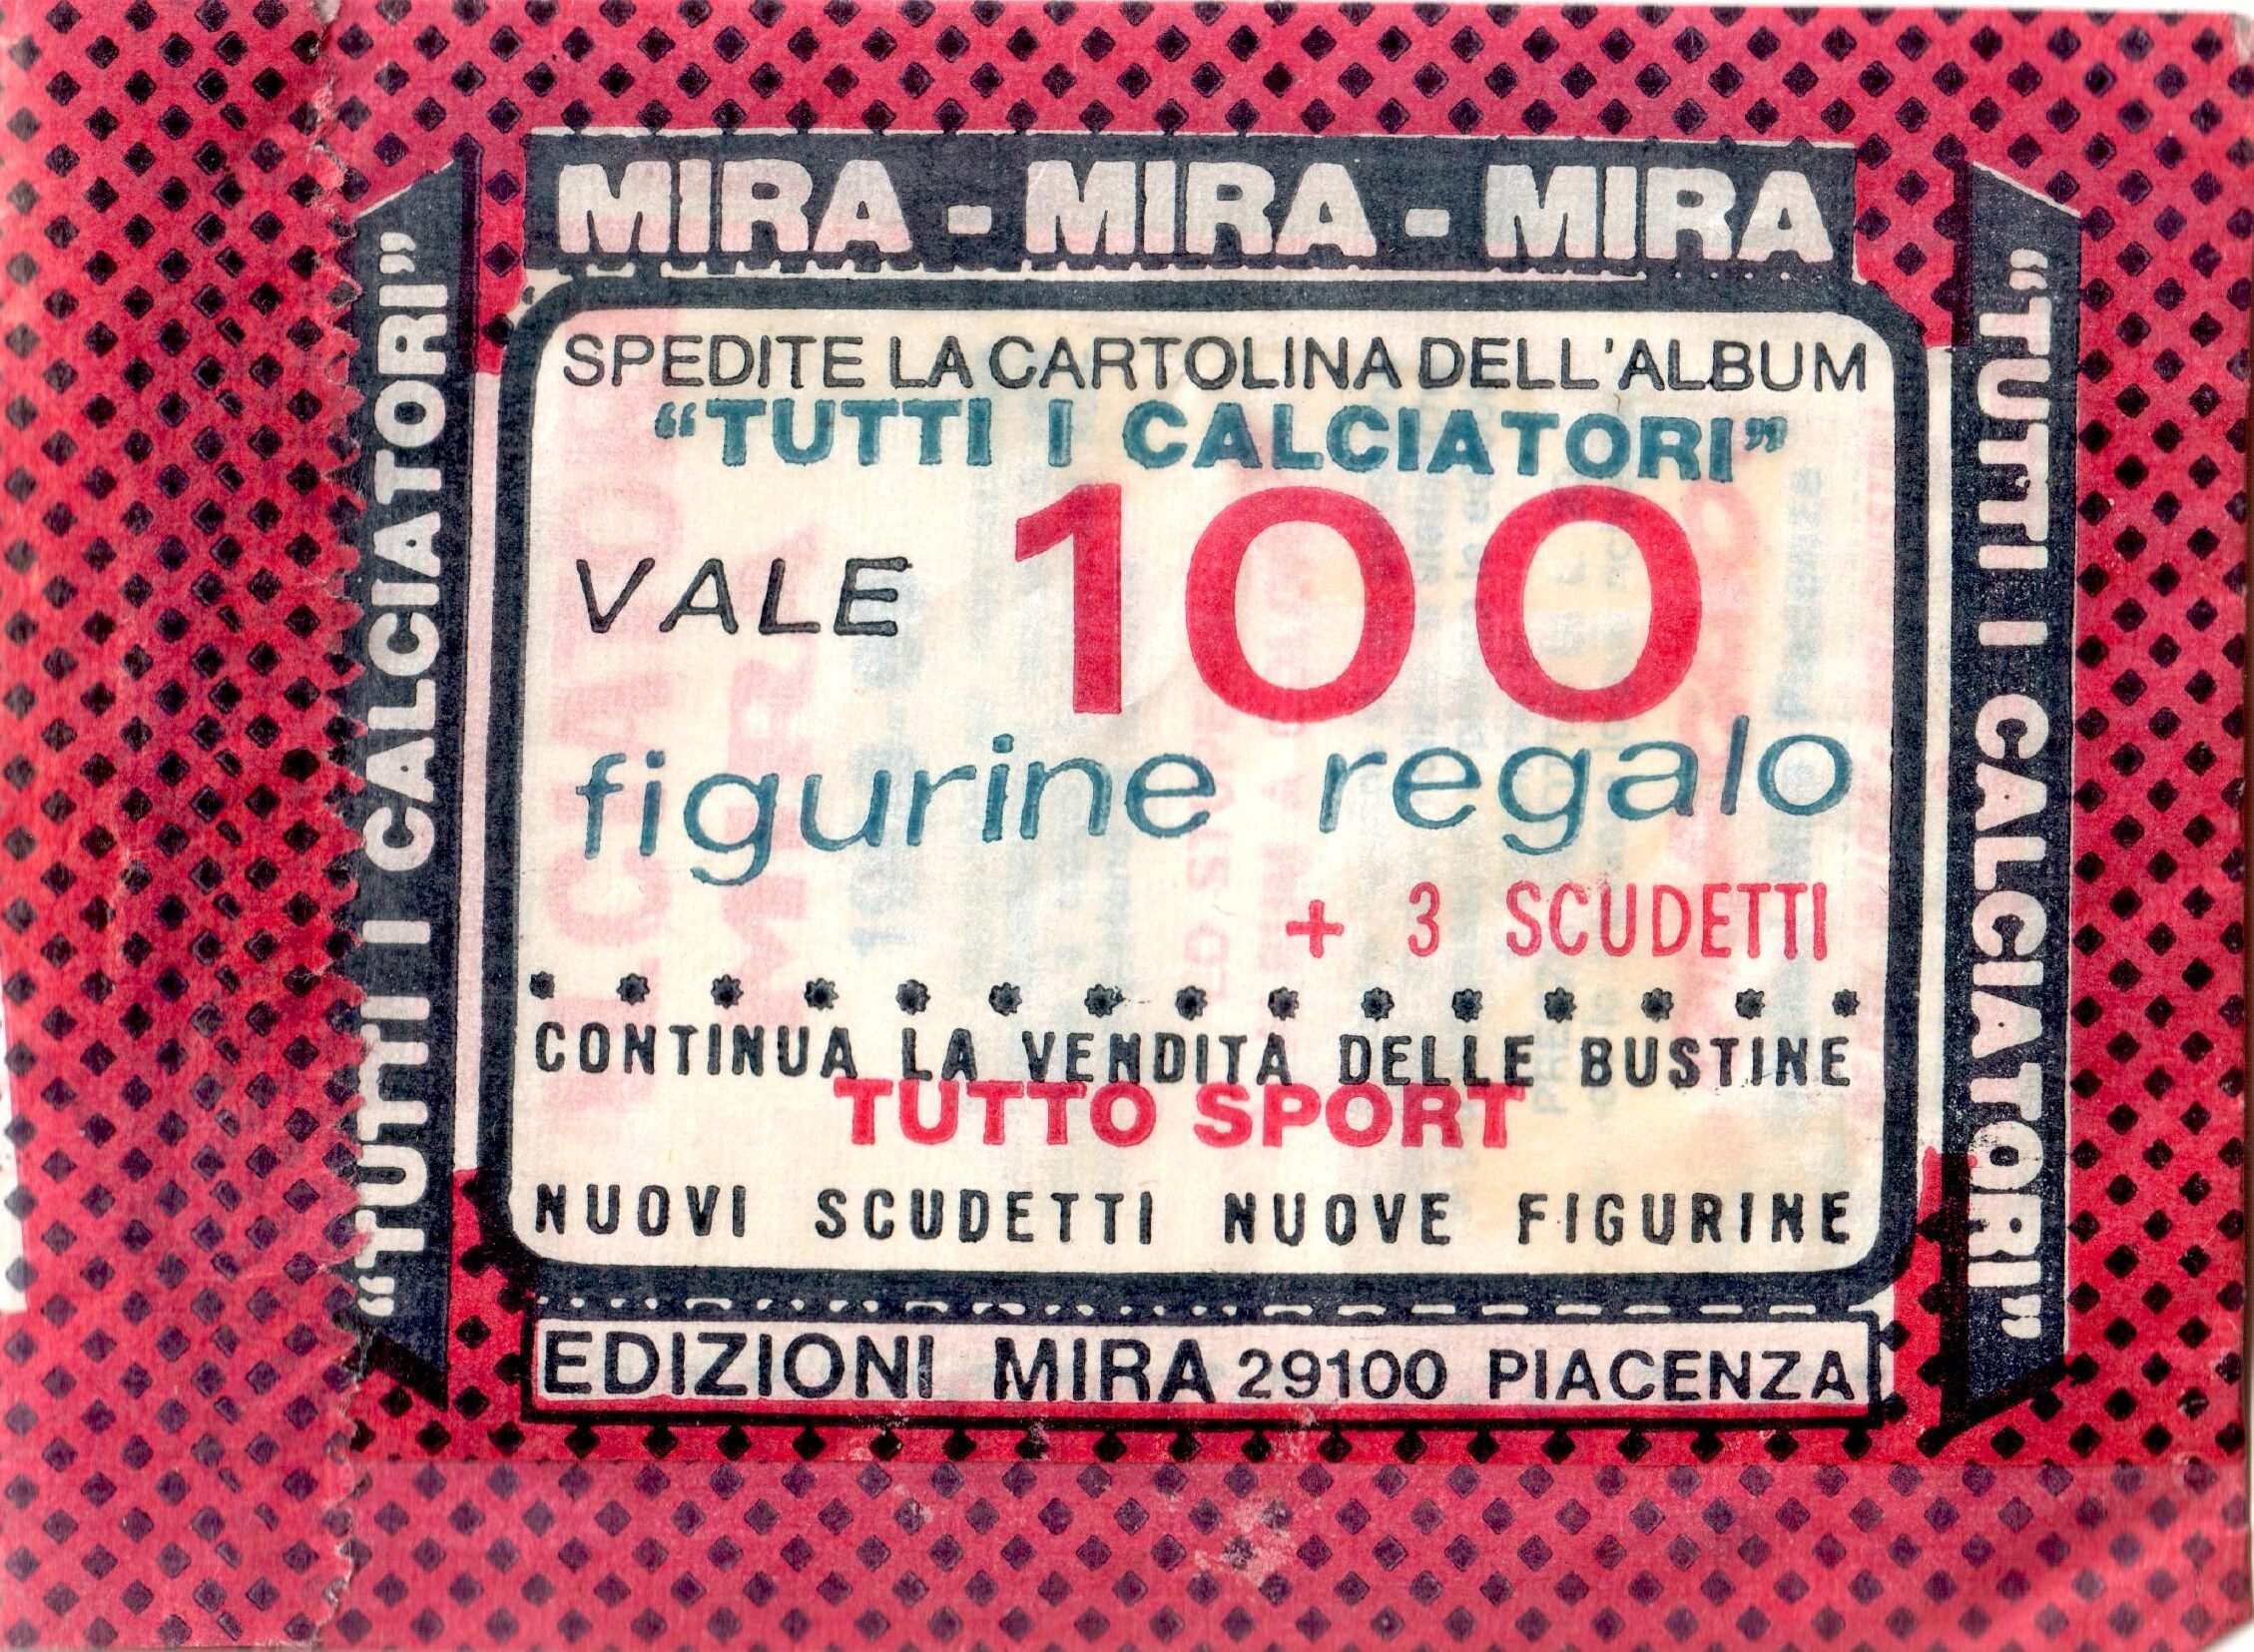 MIRA - MIRA - MIRA
"TUTTI I CALCIATORI"
SPEDITE LA CARTOLINA DELL'ALBUM
"TUTTI I CALCIATORI"
VALE 100
figurine regalo
+ 3 SCUDETTI
CONTINUA LA VENDITA DELLE BUSTINE
TUTTO SPORT
NUOVI SCUDETTI NUOVE FIGURINE
"TUTTI I CALCIATORI"
EDIZIONI MIRA 29100 PIACENZA